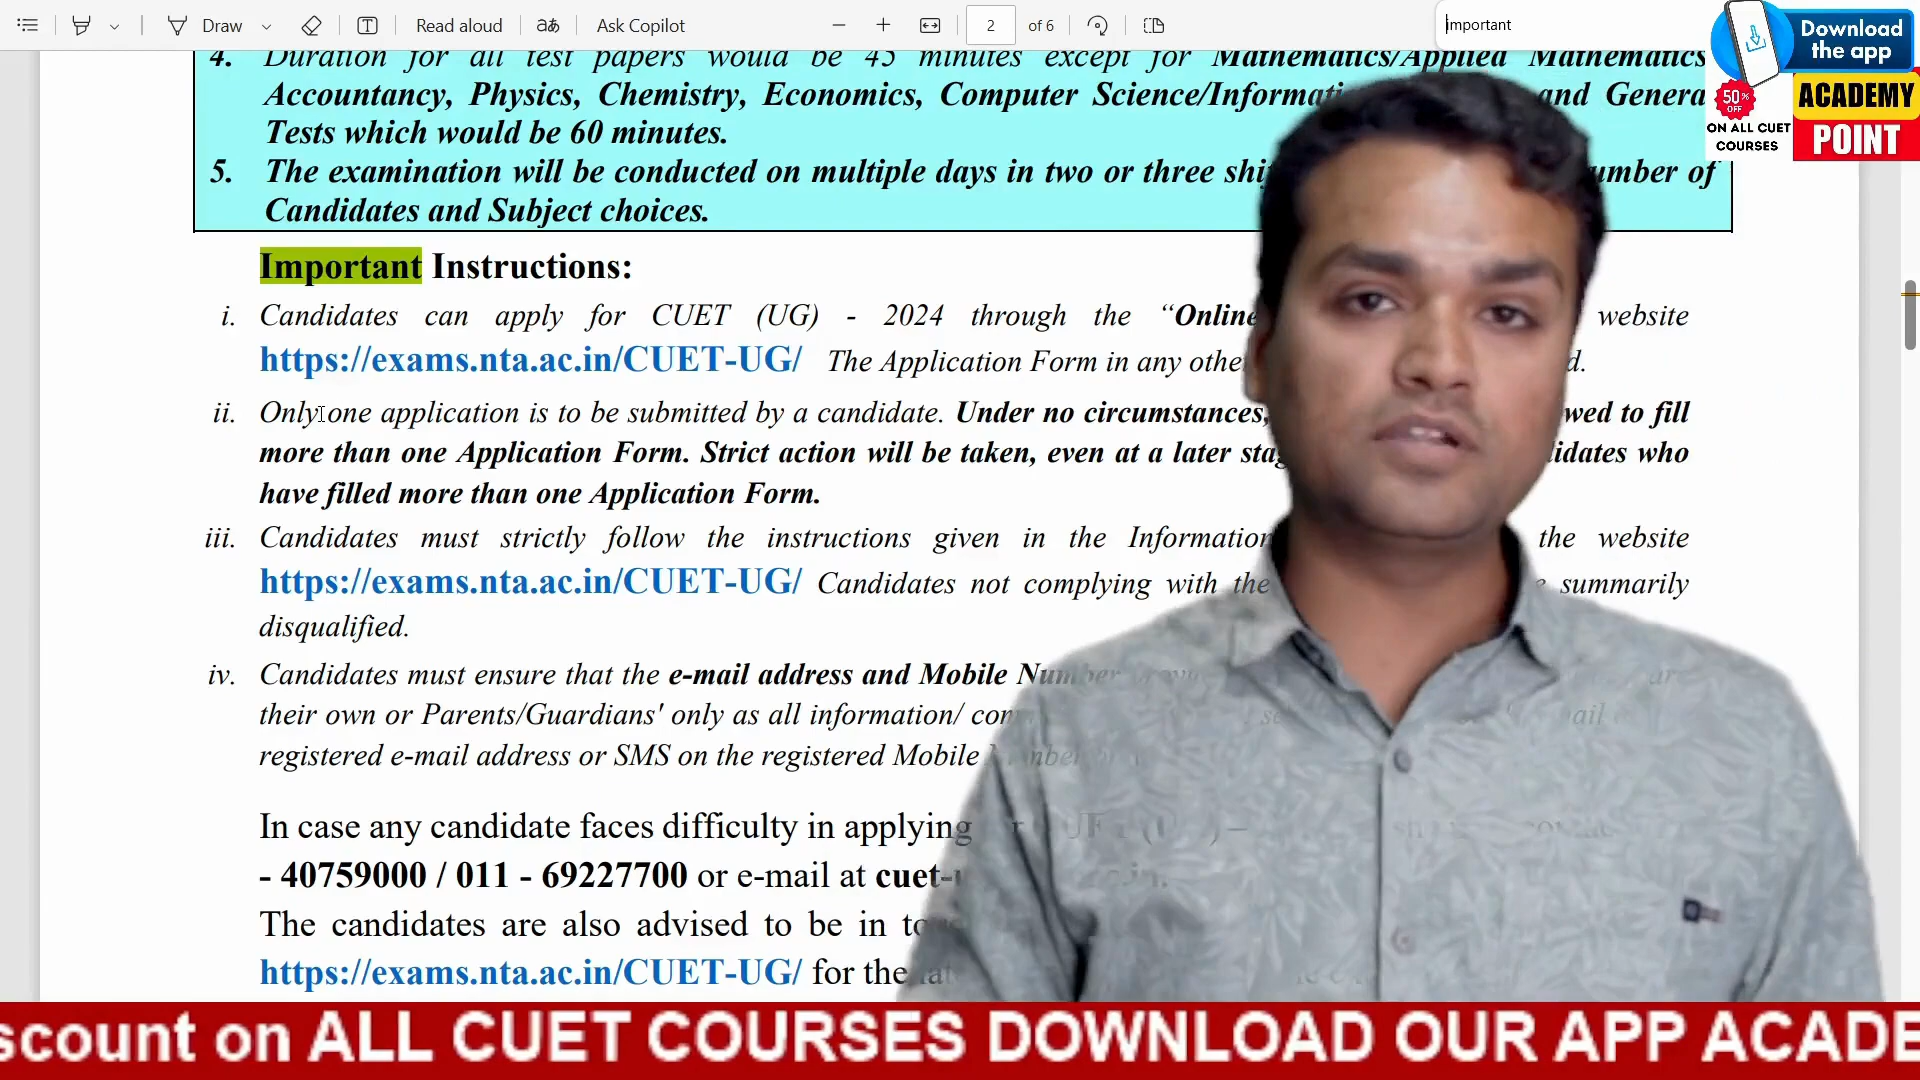 Draw
Read aloud
Ask Copilot
2 of 6
important
Download
the app
50%
OFF
ON ALL CUET
COURSES
ACADEMY
POINT
4. Duration for all test papers would be 45 minutes except for Mathematics/Applied Mathematics
Accountancy, Physics, Chemistry, Economics, Computer Science/Informati and Genera
Tests which would be 60 minutes.
5. The examination will be conducted on multiple days in two or three shi umber of
Candidates and Subject choices.
Important Instructions:
i. Candidates can apply for CUET (UG) - 2024 through the “Online website
https://exams.nta.ac.in/CUET-UG/ The Application Form in any othe d.
ii. Only one application is to be submitted by a candidate. Under no circumstances, wed to fill
more than one Application Form. Strict action will be taken, even at a later stag idates who
have filled more than one Application Form.
iii. Candidates must strictly follow the instructions given in the Information the website
https://exams.nta.ac.in/CUET-UG/ Candidates not complying with the summarily
disqualified.
iv. Candidates must ensure that the e-mail address and Mobile Number
their own or Parents/Guardians' only as all information/
registered e-mail address or SMS on the registered Mobile
In case any candidate faces difficulty in applying
- 40759000 / 011 - 69227700 or e-mail at cuet-
The candidates are also advised to be in to
https://exams.nta.ac.in/CUET-UG/ for the
scount on ALL CUET COURSES DOWNLOAD OUR APP ACADE